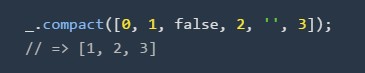 _.compact([0, 1, false, 2, '', 3]);
// => [1, 2, 3]